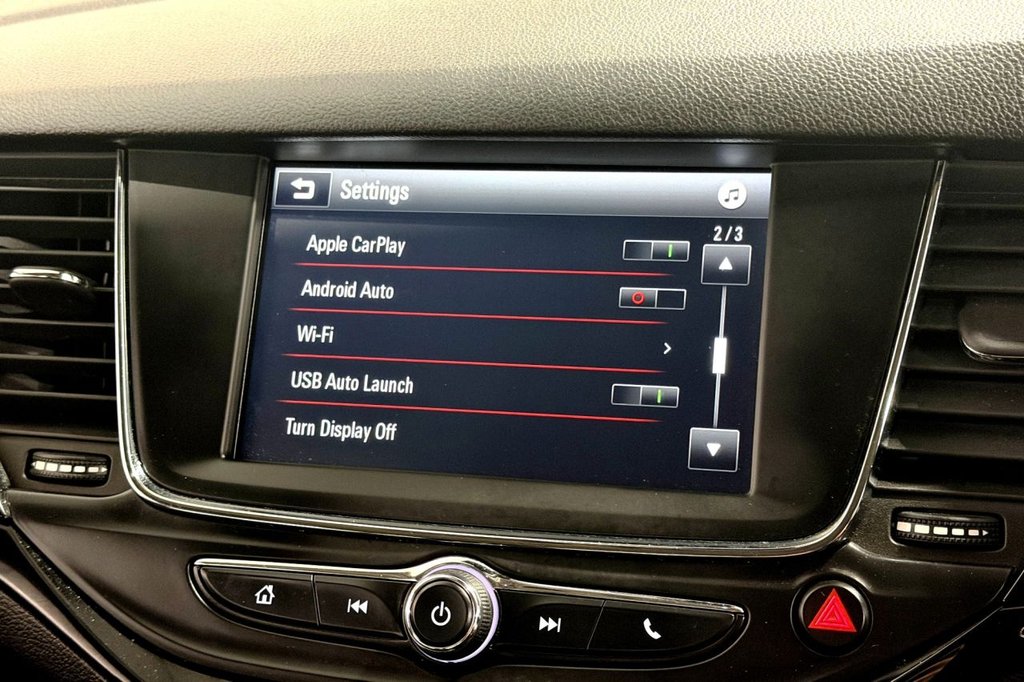 Settings
2/3
Apple CarPlay
Android Auto
Wi-Fi
USB Auto Launch
Turn Display Off